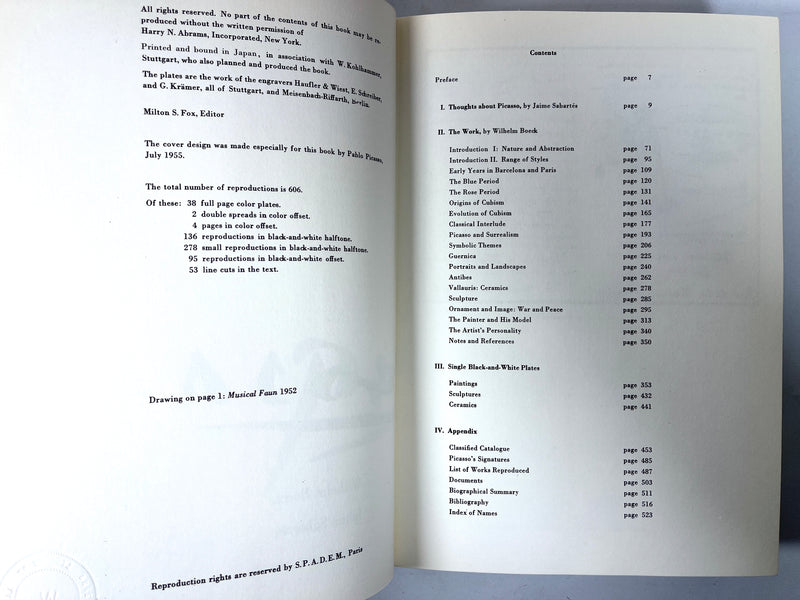 All rights reserved. No part of the contents of this book may be re-
produced without the written permission of
Harry N. Abrams, Incorporated, New York.
Printed and bound in Japan, in association with W. Kohlhammer,
Stuttgart, who also planned and produced the book.
The plates are the work of the engravers Haufler & Wiest, E. Schreiber,
and G. Krämer, all of Stuttgart, and Meisenbach-Riffarth, Berlin.
Milton S. Fox, Editor
The cover design was made especially for this book by Pablo Picasso,
July 1955.
The total number of reproductions is 606.
Of these: 38 full page color plates.
2 double spreads in color offset.
4 pages in color offset.
136 reproductions in black-and-white halftone.
278 small reproductions in black-and-white halftone.
95 reproductions in black-and-white offset.
53 line cuts in the text.
Drawing on page 1: Musical Faun 1952
Reproduction rights are reserved by S.P.A.D.E.M., Paris
Contents
Preface page 7
I. Thoughts about Picasso, by Jaime Sabartés page 9
II. The Work, by Wilhelm Boeck
Introduction I: Nature and Abstraction page 71
Introduction II. Range of Styles page 95
Early Years in Barcelona and Paris page 109
The Blue Period page 120
The Rose Period page 131
Origins of Cubism page 141
Evolution of Cubism page 165
Classical Interlude page 177
Picasso and Surrealism page 193
Symbolic Themes page 206
Guernica page 225
Portraits and Landscapes page 240
Antibes page 262
Vallauris: Ceramics page 278
Sculpture page 285
Ornament and Image: War and Peace page 295
The Painter and His Model page 313
The Artist's Personality page 340
Notes and References page 350
III. Single Black-and-White Plates
Paintings page 353
Sculptures page 432
Ceramics page 441
IV. Appendix
Classified Catalogue page 453
Picasso's Signatures page 485
List of Works Reproduced page 487
Documents page 503
Biographical Summary page 511
Bibliography page 516
Index of Names page 523